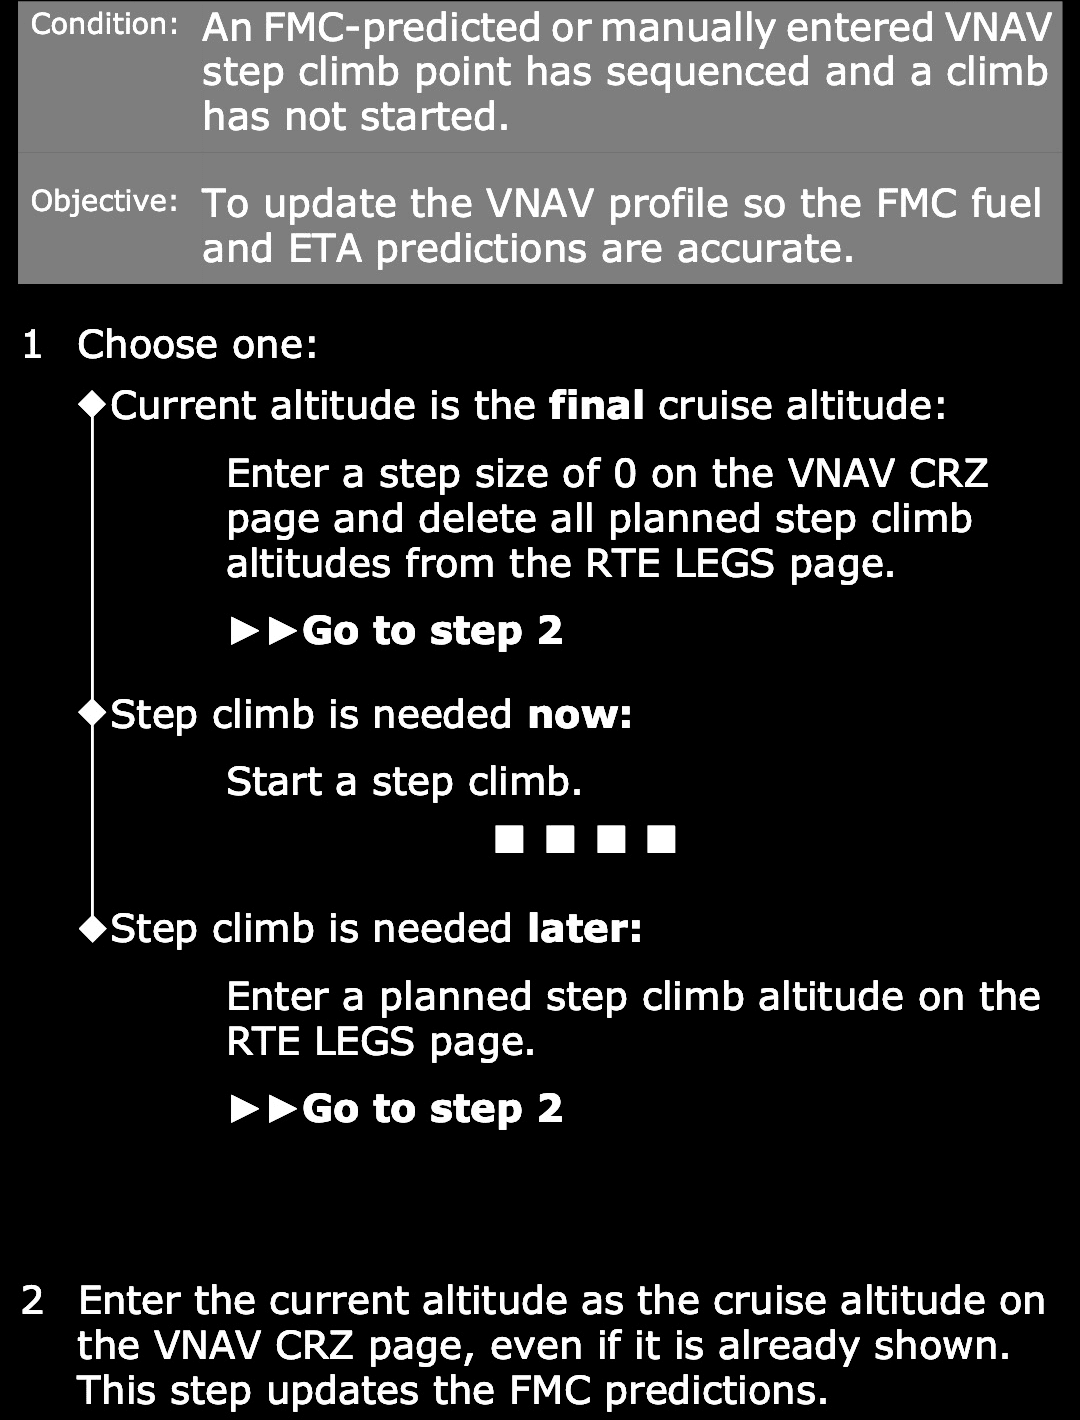 Condition: An FMC-predicted or manually entered VNAV
step climb point has sequenced and a climb
has not started.
Objective: To update the VNAV profile so the FMC fuel
and ETA predictions are accurate.
1 Choose one:
◆Current altitude is the final cruise altitude:
Enter a step size of 0 on the VNAV CRZ
page and delete all planned step climb
altitudes from the RTE LEGS page.
▶▶Go to step 2
◆Step climb is needed now:
Start a step climb.
■ ■ ■ ■
◆Step climb is needed later:
Enter a planned step climb altitude on the
RTE LEGS page.
▶▶Go to step 2
2 Enter the current altitude as the cruise altitude on
the VNAV CRZ page, even if it is already shown.
This step updates the FMC predictions.